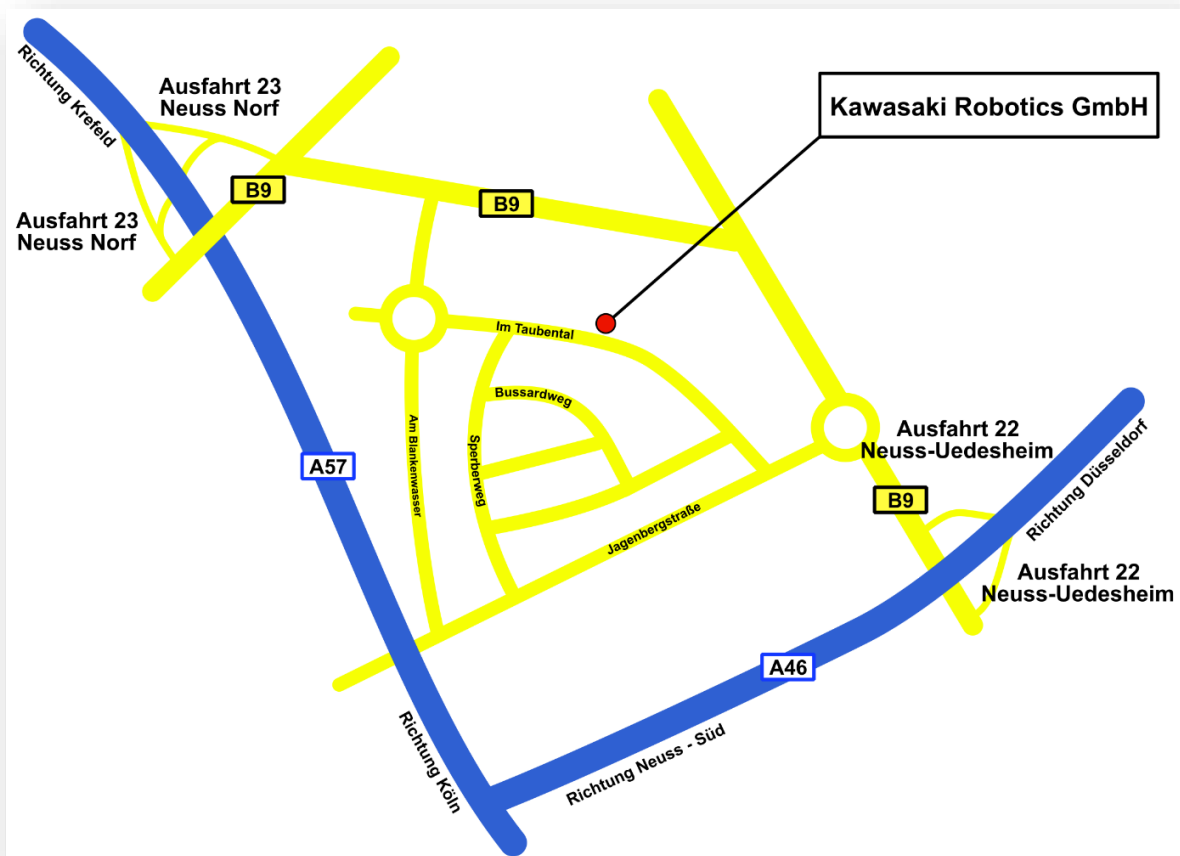 Richtung Krefeld
Ausfahrt 23
Neuss Norf
Kawasaki Robotics GmbH
B9
B9
Ausfahrt 23
Neuss Norf
Im Taubental
Bussardweg
Am Blankenwasser
Sperberweg
Ausfahrt 22
Neuss-Uedesheim
A57
Richtung Düsseldorf
B9
Jagenbergstraße
Ausfahrt 22
Neuss-Uedesheim
A46
Richtung Köln
Richtung Neuss - Süd